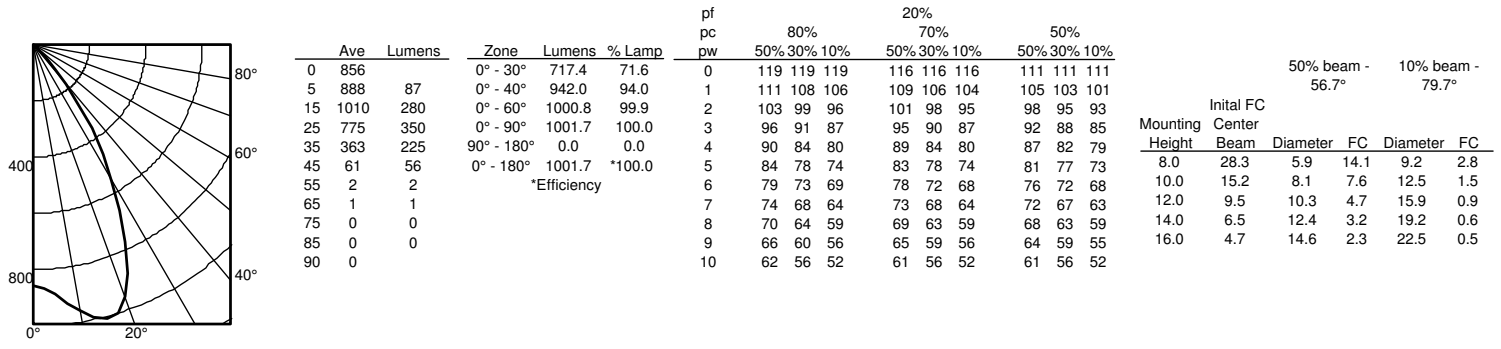 80°
400
60°
800
40°
0°
20°
Ave Lumens
0 856
5 888 87
15 1010 280
25 775 350
35 363 225
45 61 56
55 2 2
65 1 1
75 0 0
85 0 0
90 0
Zone Lumens % Lamp
0° - 30° 717.4 71.6
0° - 40° 942.0 94.0
0° - 60° 1000.8 99.9
0° - 90° 1001.7 100.0
90° - 180° 0.0 0.0
0° - 180° 1001.7 *100.0
*Efficiency
pf 20%
pc 80% 70% 50%
pw 50% 30% 10% 50% 30% 10% 50% 30% 10%
0 119 119 119 116 116 116 111 111 111
1 111 108 106 109 106 104 105 103 101
2 103 99 96 101 98 95 98 95 93
3 96 91 87 95 90 87 92 88 85
4 90 84 80 89 84 80 87 82 79
5 84 78 74 83 78 74 81 77 73
6 79 73 69 78 72 68 76 72 68
7 74 68 64 73 68 64 72 67 63
8 70 64 59 69 63 59 68 63 59
9 66 60 56 65 59 56 64 59 55
10 62 56 52 61 56 52 61 56 52
50% beam - 10% beam -
56.7° 79.7°
Inital FC
Mounting Center
Height Beam Diameter FC Diameter FC
8.0 28.3 5.9 14.1 9.2 2.8
10.0 15.2 8.1 7.6 12.5 1.5
12.0 9.5 10.3 4.7 15.9 0.9
14.0 6.5 12.4 3.2 19.2 0.6
16.0 4.7 14.6 2.3 22.5 0.5